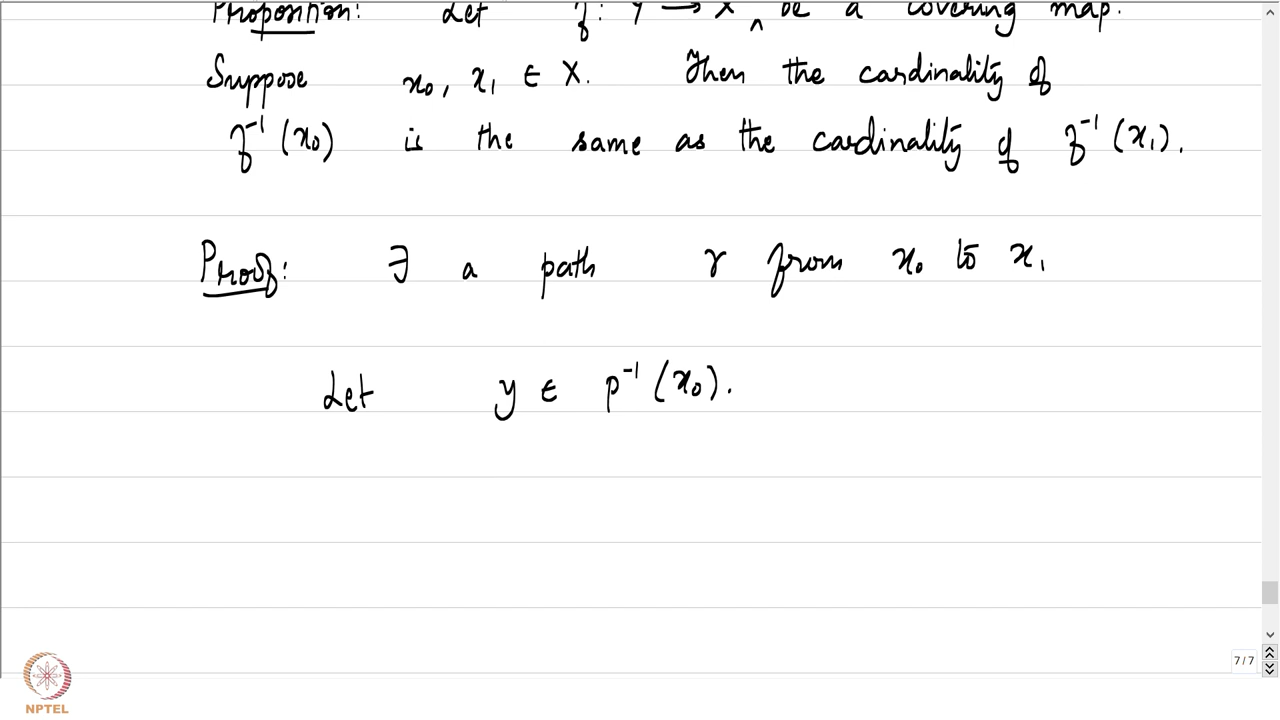 Proposition: Let p : Y → X ^ be a covering map.
Suppose x₀, x₁ ∈ X. Then the cardinality of
p⁻¹(x₀) is the same as the cardinality of p⁻¹(x₁).
Proof: ∃ a path γ from x₀ to x₁
Let y ∈ p⁻¹(x₀).
7/7
NPTEL